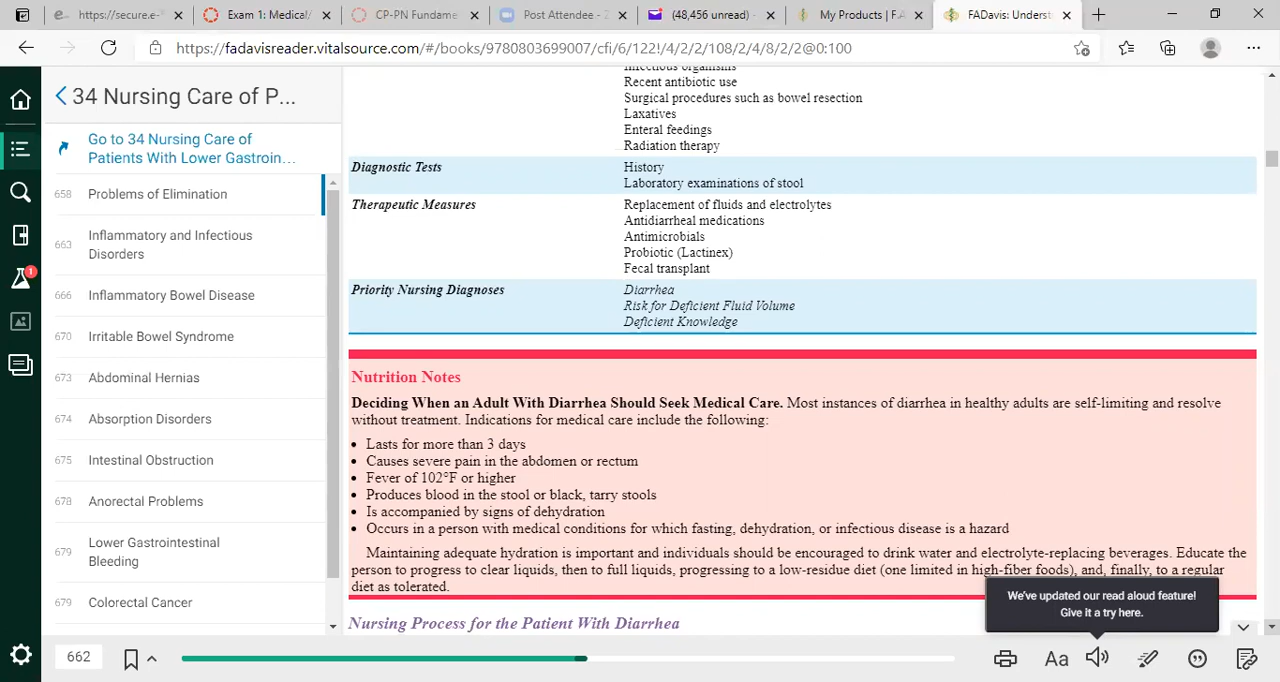 https://secure.e-
Exam 1: Medical/
CP-PN Fundame
Post Attendee - 2
(48,456 unread) -
My Products | F.A
FADavis: Underst
https://fadavisreader.vitalsource.com/#/books/9780803699007/cfi/6/122!/4/2/2/108/2/4/8/2/2@0:100
34 Nursing Care of P...
Go to 34 Nursing Care of
Patients With Lower Gastroin...
658 Problems of Elimination
663 Inflammatory and Infectious
Disorders
666 Inflammatory Bowel Disease
670 Irritable Bowel Syndrome
673 Abdominal Hernias
674 Absorption Disorders
675 Intestinal Obstruction
678 Anorectal Problems
679 Lower Gastrointestinal
Bleeding
679 Colorectal Cancer
1
Infectious organisms
Recent antibiotic use
Surgical procedures such as bowel resection
Laxatives
Enteral feedings
Radiation therapy
Diagnostic Tests History
Laboratory examinations of stool
Therapeutic Measures Replacement of fluids and electrolytes
Antidiarrheal medications
Antimicrobials
Probiotic (Lactinex)
Fecal transplant
Priority Nursing Diagnoses Diarrhea
Risk for Deficient Fluid Volume
Deficient Knowledge
Nutrition Notes
Deciding When an Adult With Diarrhea Should Seek Medical Care. Most instances of diarrhea in healthy adults are self-limiting and resolve
without treatment. Indications for medical care include the following:
• Lasts for more than 3 days
• Causes severe pain in the abdomen or rectum
• Fever of 102°F or higher
• Produces blood in the stool or black, tarry stools
• Is accompanied by signs of dehydration
• Occurs in a person with medical conditions for which fasting, dehydration, or infectious disease is a hazard
Maintaining adequate hydration is important and individuals should be encouraged to drink water and electrolyte-replacing beverages. Educate the
person to progress to clear liquids, then to full liquids, progressing to a low-residue diet (one limited in high-fiber foods), and, finally, to a regular
diet as tolerated.
Nursing Process for the Patient With Diarrhea
We've updated our read aloud feature!
Give it a try here.
662
Aa